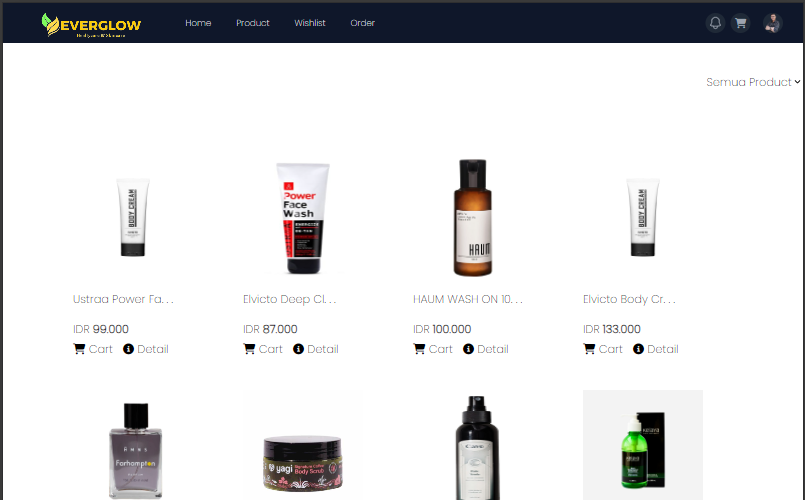 EVERGLOW
Home Product Wishlist Order
Semua Product
BODY CREAM
Power
Face
Wash
HAUM
BODY CREAM
Ustraa Power Fa...
Elvicto Deep Cl...
HAUM WASH ON 10...
Elvicto Body Cr...
IDR 99.000
IDR 87.000
IDR 100.000
IDR 133.000
Cart Detail
Cart Detail
Cart Detail
Cart Detail
Farhampton
yagi
Body Scrub